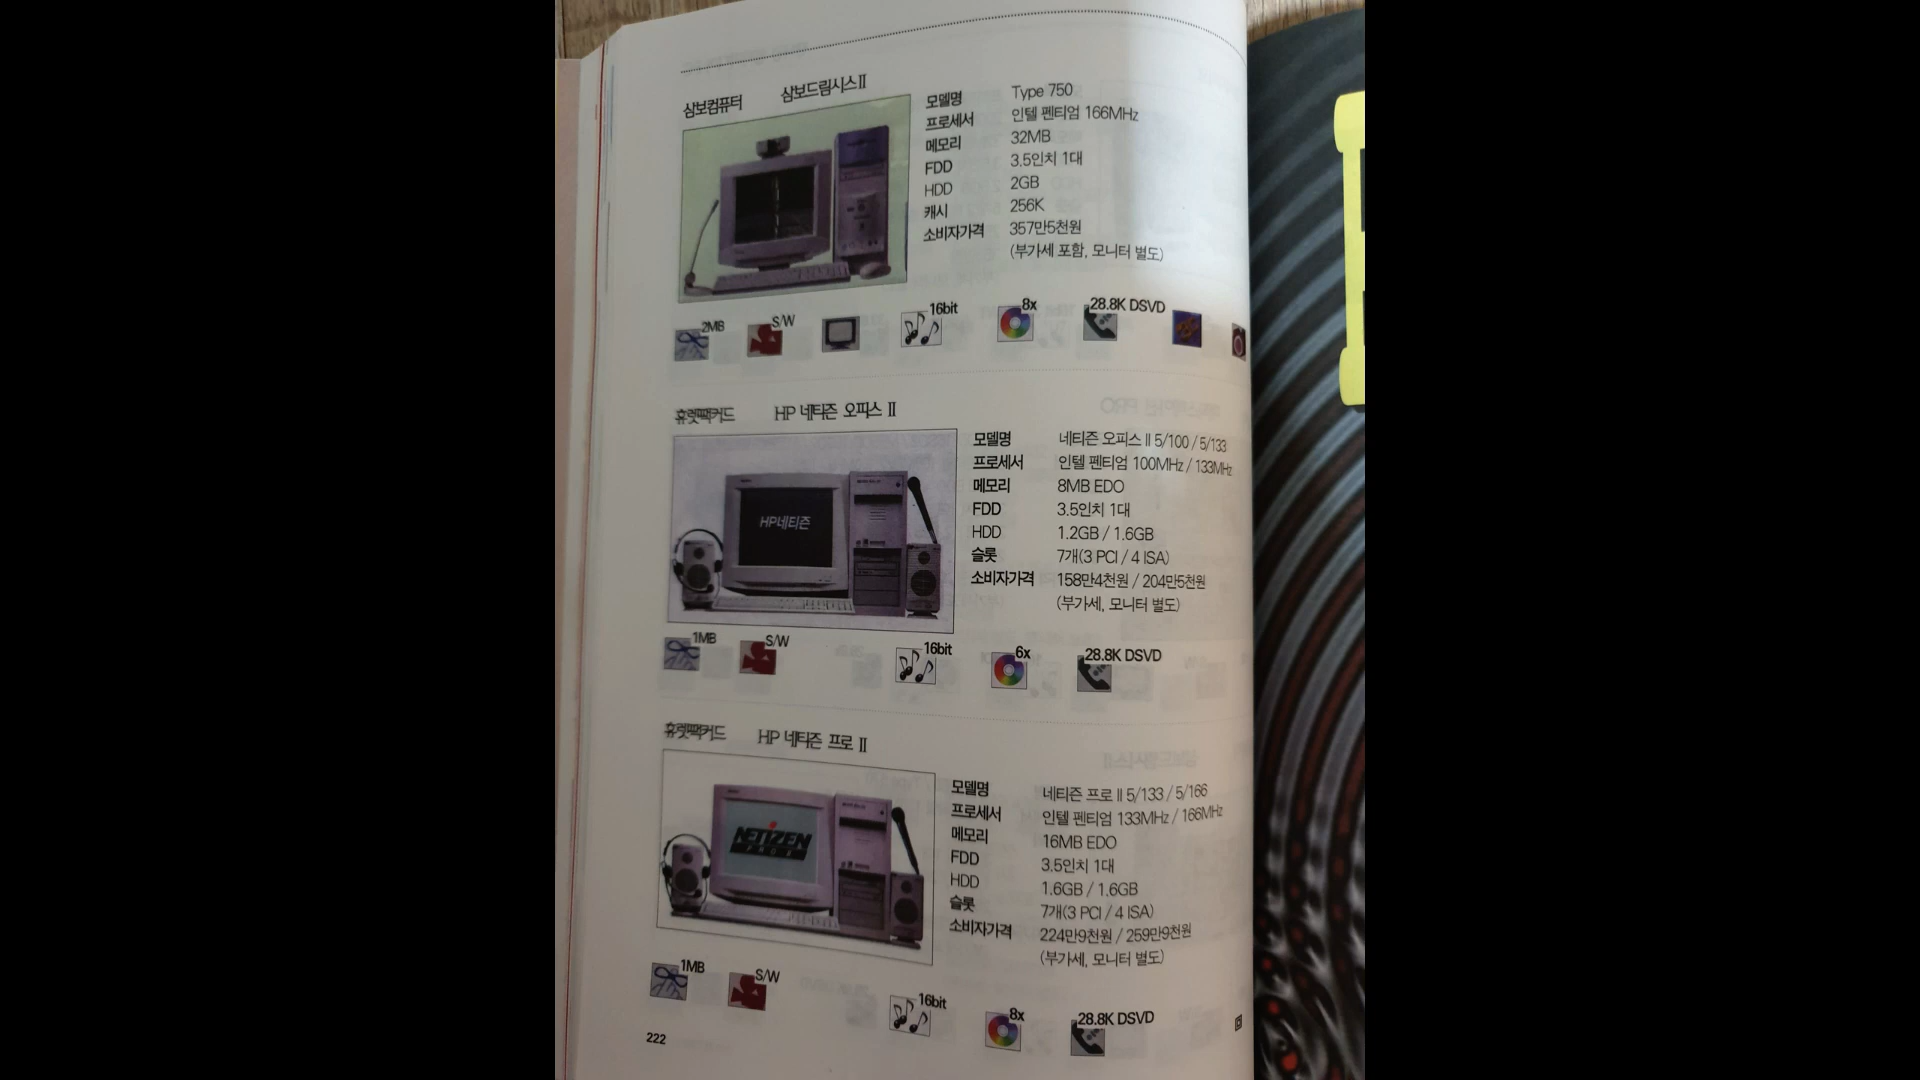 삼보컴퓨터 삼보드림시스 II
모델명 Type 750
프로세서 인텔 펜티엄 166MHz
메모리 32MB
FDD 3.5인치 1대
HDD 2GB
캐시 256K
소비자가격 357만5천원
(부가세 포함, 모니터 별도)
2MB S/W 16bit 8x 28.8K DSVD
휴렛팩커드 HP 네티즌 오피스 II
HP네티즌
모델명 네티즌 오피스 II 5/100 / 5/133
프로세서 인텔 펜티엄 100MHz / 133MHz
메모리 8MB EDO
FDD 3.5인치 1대
HDD 1.2GB / 1.6GB
슬롯 7개(3 PCI / 4 ISA)
소비자가격 158만4천원 / 204만5천원
(부가세, 모니터 별도)
1MB S/W 16bit 6x 28.8K DSVD
휴렛팩커드 HP 네티즌 프로 II
NETIZEN
PRO II
모델명 네티즌 프로 II 5/133 / 5/166
프로세서 인텔 펜티엄 133MHz / 166MHz
메모리 16MB EDO
FDD 3.5인치 1대
HDD 1.6GB / 1.6GB
슬롯 7개(3 PCI / 4 ISA)
소비자가격 224만9천원 / 259만9천원
(부가세, 모니터 별도)
1MB S/W 16bit 8x 28.8K DSVD
222